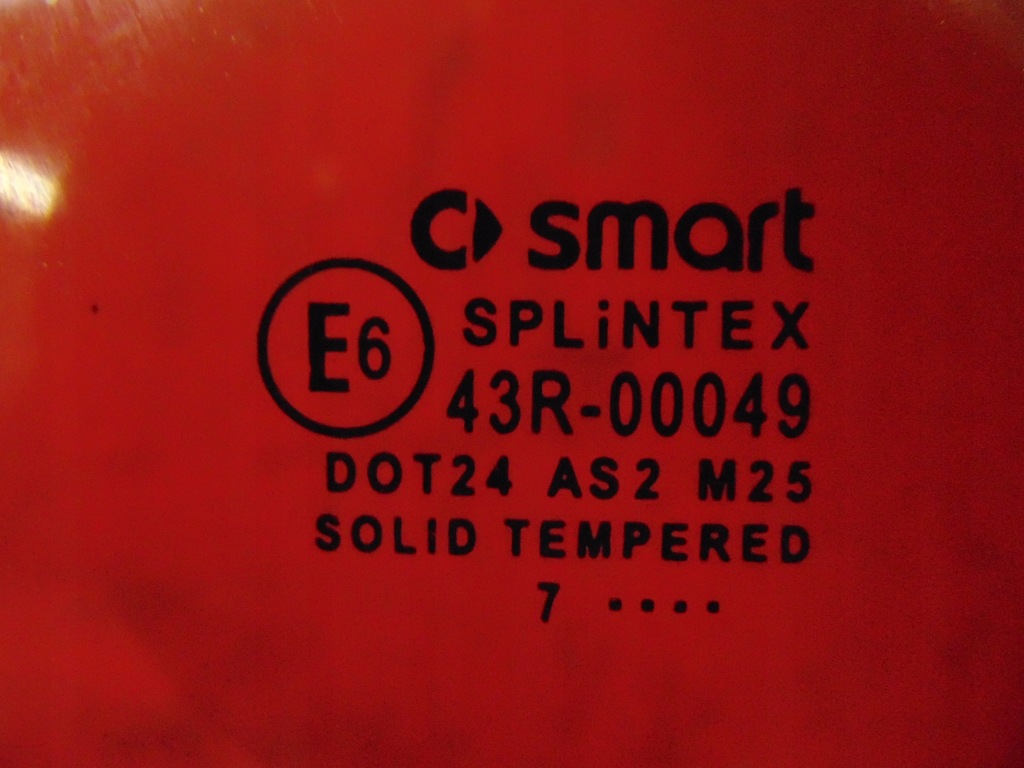 smart
E6 SPLiNTEX
43R-00049
DOT24 AS2 M25
SOLID TEMPERED
7 ....